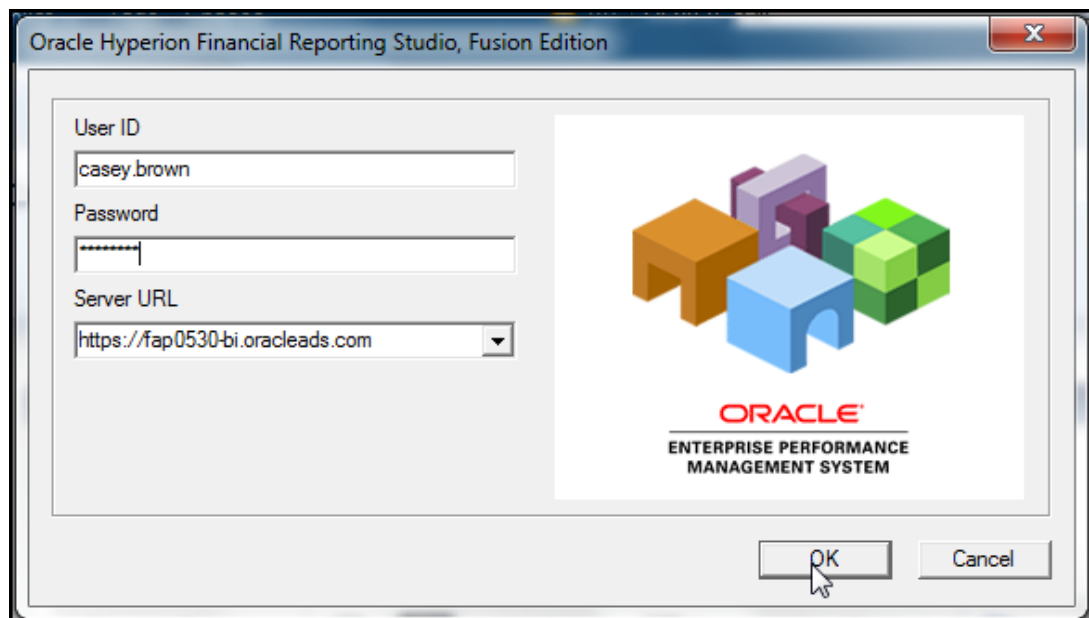 Oracle Hyperion Financial Reporting Studio, Fusion Edition
User ID
casey.brown
Password
********
Server URL
https://fap0530-bi.oracleads.com
ORACLE
ENTERPRISE PERFORMANCE
MANAGEMENT SYSTEM
OK
Cancel